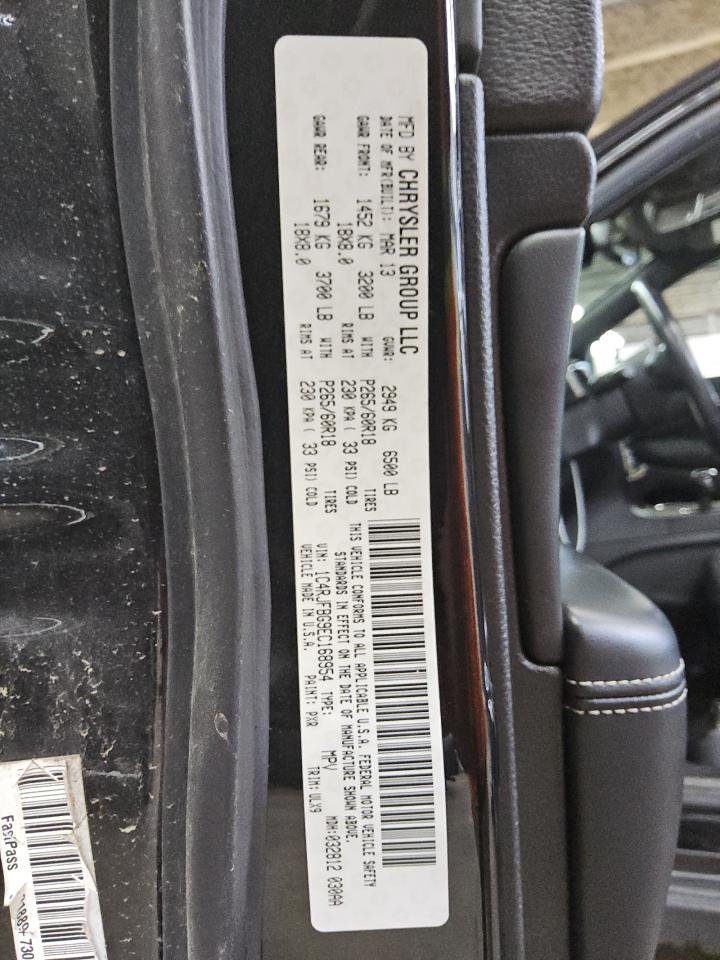 MFD BY CHRYSLER GROUP LLC
DATE OF MFR(BUILT): MAR 13 GVWR: 2949 KG 6500 LB
GAWR FRONT: 1452 KG 3200 LB WITH P265/60R18 TIRES
18X8.0 RIMS AT 230 KPA ( 33 PSI) COLD
GAWR REAR: 1679 KG 3700 LB WITH P265/60R18 TIRES
18X8.0 RIMS AT 230 KPA ( 33 PSI) COLD
THIS VEHICLE CONFORMS TO ALL APPLICABLE U.S.A. FEDERAL MOTOR VEHICLE SAFETY
STANDARDS IN EFFECT ON THE DATE OF MANUFACTURE SHOWN ABOVE.
VIN: 1C4RJFBG9EC168954 TYPE: MPV MDH:032812 030AA
VEHICLE MADE IN U.S.A. PAINT: PXR TRIM:ULX9
FastPass